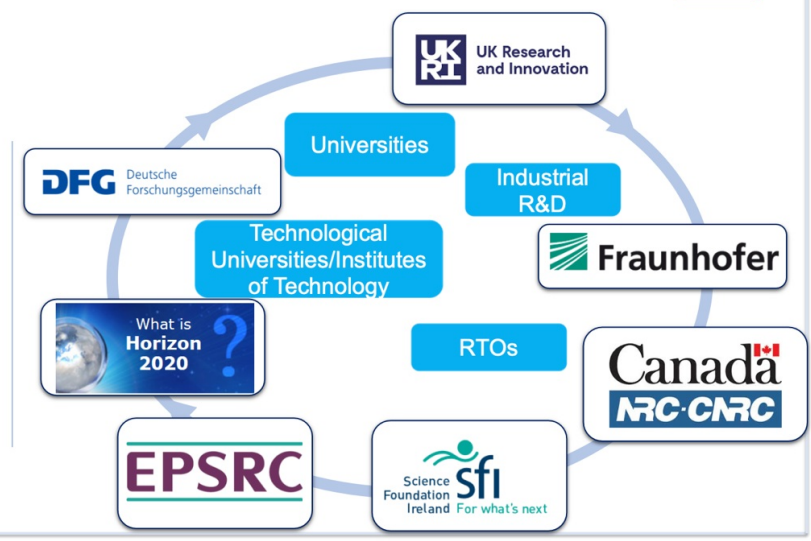 UK
RI
UK Research
and Innovation
Universities
Industrial
R&D
DFG
Deutsche
Forschungsgemeinschaft
Technological
Universities/Institutes
of Technology
Fraunhofer
What is
Horizon
2020
?
RTOs
Canada
NRC·CNRC
EPSRC
Science
Foundation
Ireland
sfi
For what's next